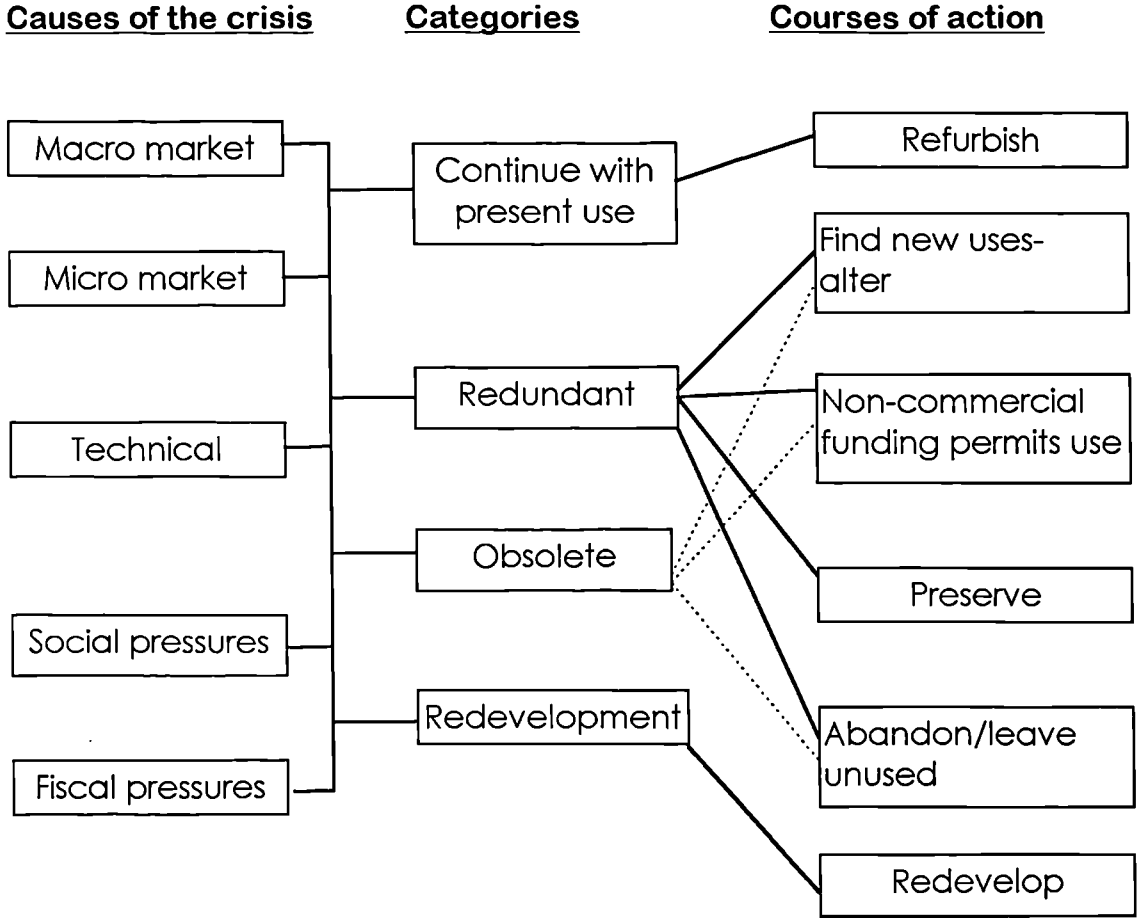 Causes of the crisis
Categories
Courses of action
Macro market
Micro market
Technical
Social pressures
Fiscal pressures
Continue with
present use
Redundant
Obsolete
Redevelopment
Refurbish
Find new uses-
alter
Non-commercial
funding permits use
Preserve
Abandon/leave
unused
Redevelop